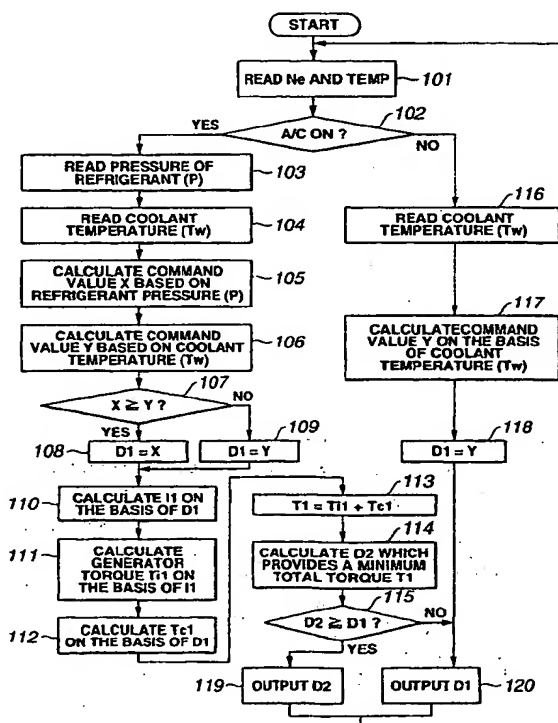 START
READ Ne AND TEMP
101
102
A/C ON ?
YES
NO
READ PRESSURE OF
REFRIGERANT (P)
103
READ COOLANT
TEMPERATURE (Tw)
104
CALCULATE COMMAND
VALUE X BASED ON
REFRIGERANT PRESSURE (P)
105
CALCULATE COMMAND
VALUE Y BASED ON COOLANT
TEMPERATURE (Tw)
106
107
X ≧ Y ?
YES
NO
108
D1 = X
109
D1 = Y
110
CALCULATE I1 ON
THE BASIS OF D1
111
CALCULATE
GENERATOR
TORQUE Ti1 ON
THE BASIS OF I1
112
CALCULATE Tc1
ON THE BASIS OF D1
113
T1 = Ti1 + Tc1
114
CALCULATE D2 WHICH
PROVIDES A MINIMUM
TOTAL TORQUE T1
115
D2 ≧ D1 ?
NO
YES
116
READ COOLANT
TEMPERATURE (Tw)
117
CALCULATECOMMAND
VALUE Y ON THE BASIS
OF COOLANT
TEMPERATURE (Tw)
118
D1 = Y
119
OUTPUT D2
OUTPUT D1
120